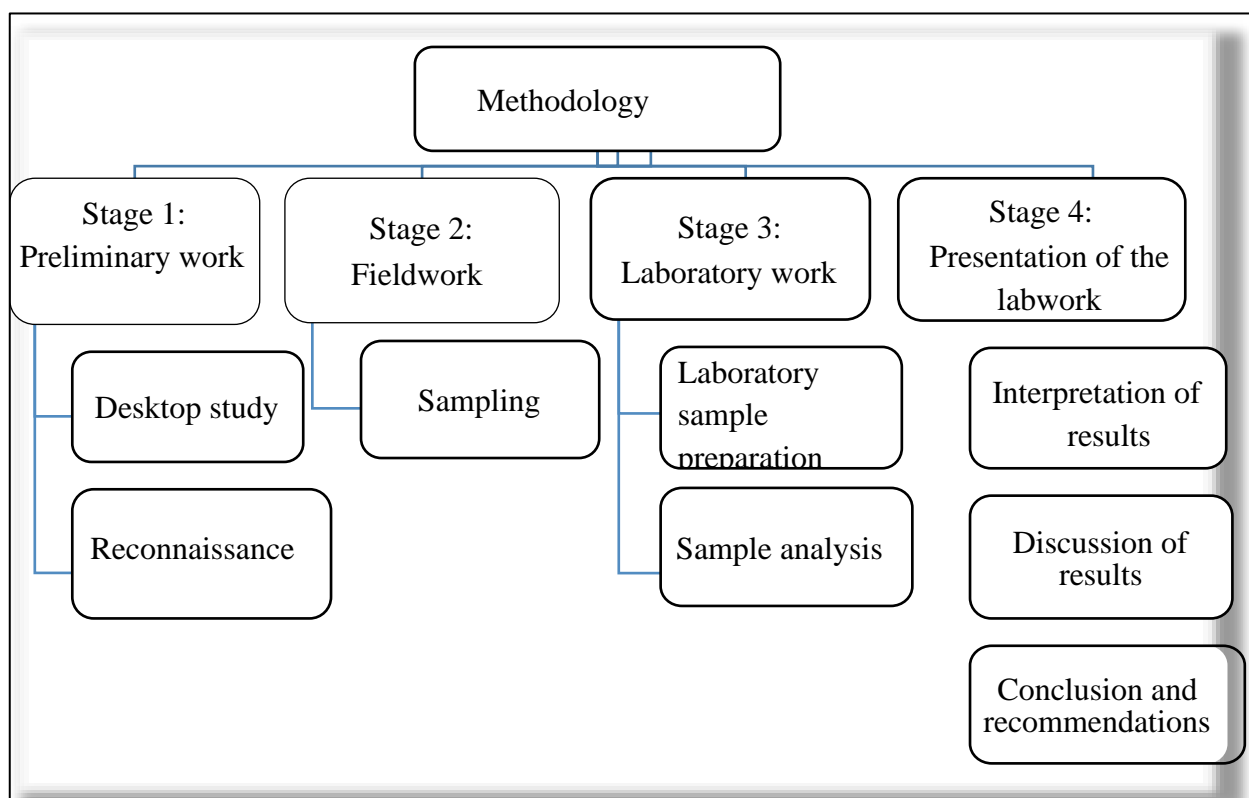 Methodology
Stage 1:
Preliminary work
Stage 2:
Fieldwork
Stage 3:
Laboratory work
Stage 4:
Presentation of the
labwork
Desktop study
Reconnaissance
Sampling
Laboratory
sample
preparation
Sample analysis
Interpretation of
results
Discussion of
results
Conclusion and
recommendations